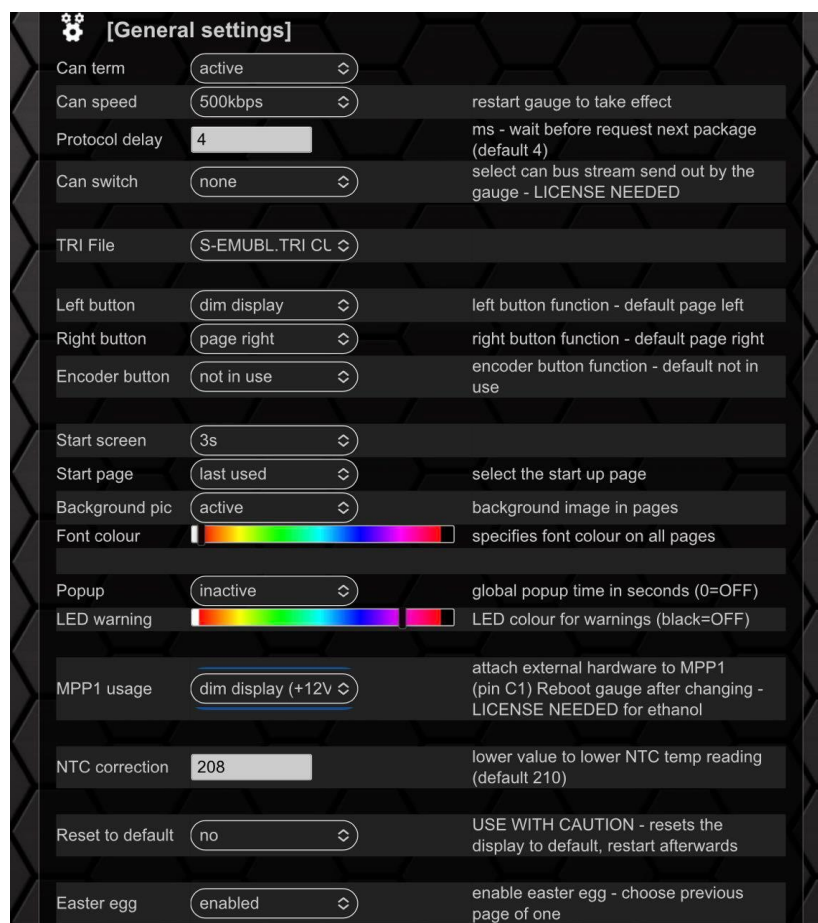 [General settings]
Can term active
Can speed 500kbps restart gauge to take effect
Protocol delay 4 ms - wait before request next package
(default 4)
Can switch none select can bus stream send out by the
gauge - LICENSE NEEDED
TRI File S-EMUBL.TRI CU
Left button dim display left button function - default page left
Right button page right right button function - default page right
Encoder button not in use encoder button function - default not in
use
Start screen 3s
Start page last used select the start up page
Background pic active background image in pages
Font colour specifies font colour on all pages
Popup inactive global popup time in seconds (0=OFF)
LED warning LED colour for warnings (black=OFF)
MPP1 usage dim display (+12V attach external hardware to MPP1
(pin C1) Reboot gauge after changing -
LICENSE NEEDED for ethanol
NTC correction 208 lower value to lower NTC temp reading
(default 210)
Reset to default no USE WITH CAUTION - resets the
display to default, restart afterwards
Easter egg enabled enable easter egg - choose previous
page of one